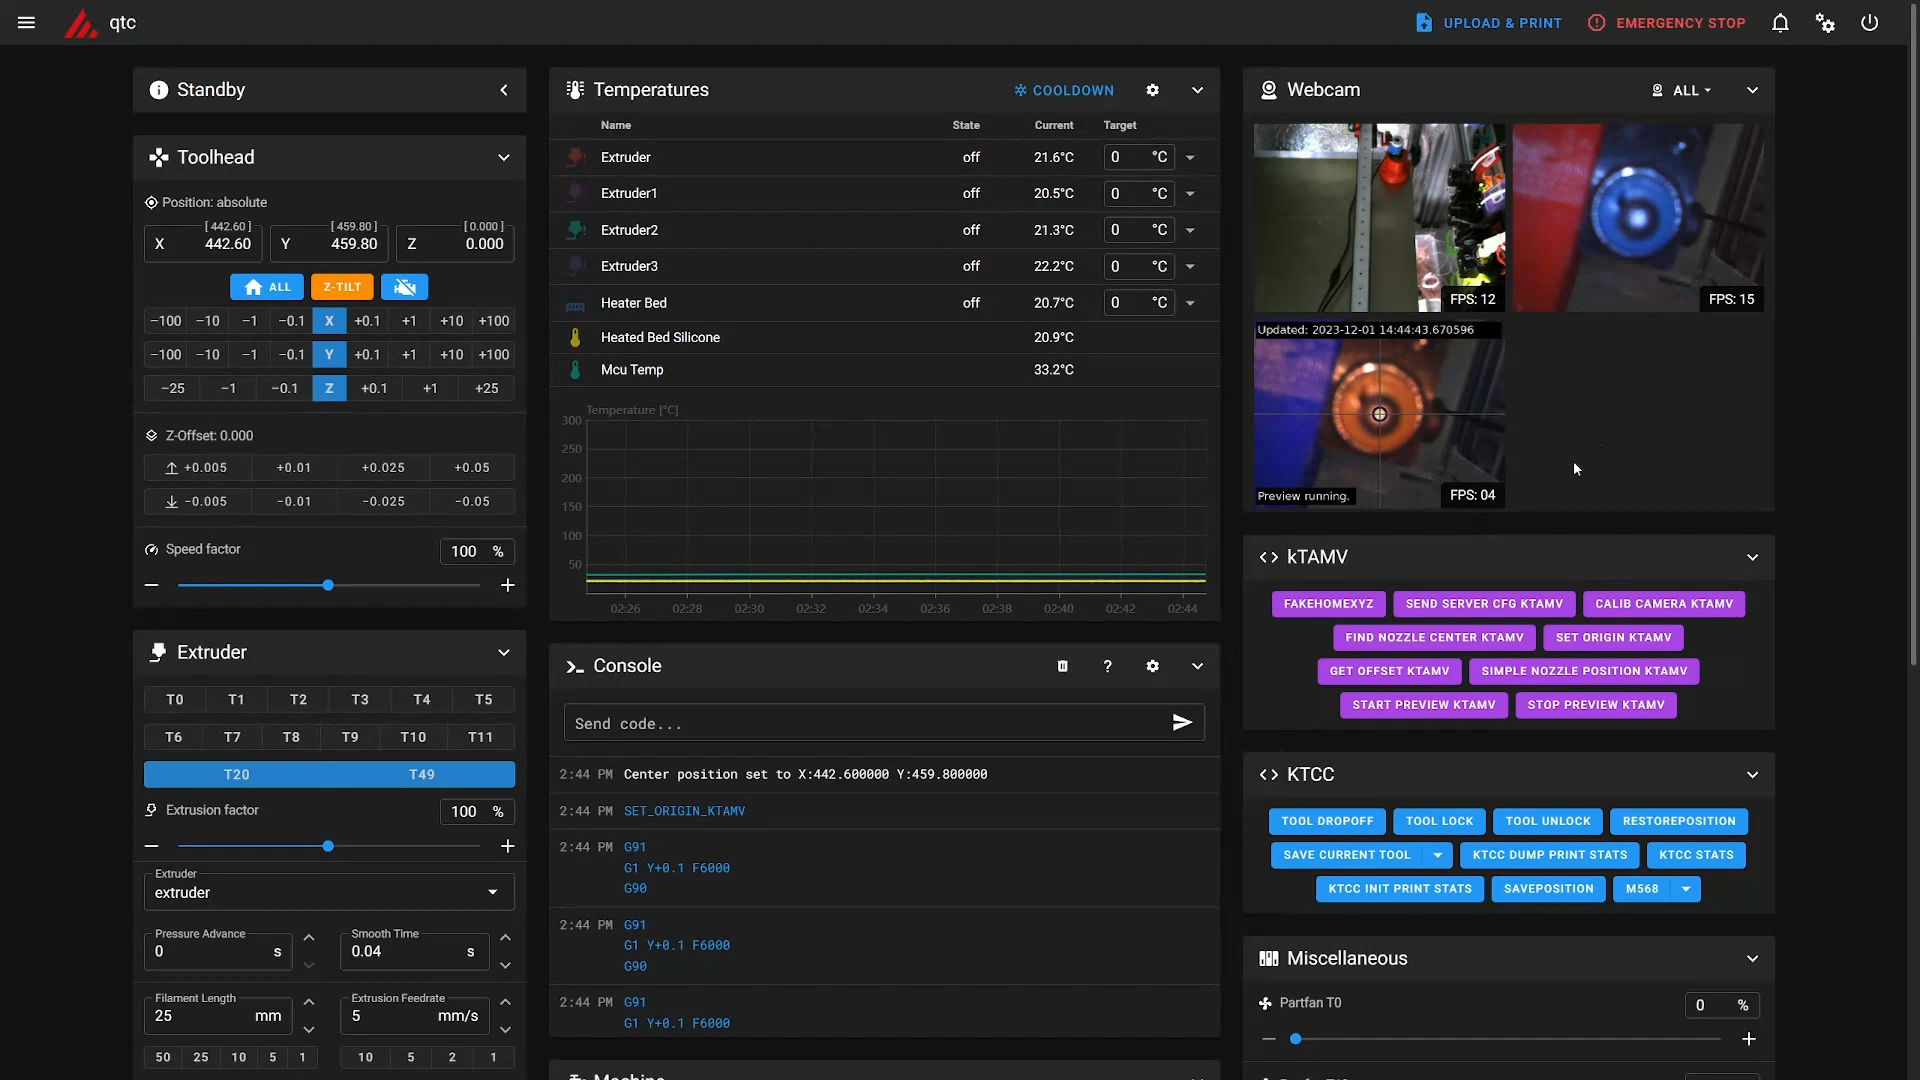 qtc
UPLOAD & PRINT
EMERGENCY STOP
Standby
Toolhead
Position: absolute
[ 442.60 ]
[ 459.80 ]
[ 0.000 ]
X 442.60
Y 459.80
Z 0.000
ALL
Z-TILT
−100 −10 −1 −0.1 X +0.1 +1 +10 +100
−100 −10 −1 −0.1 Y +0.1 +1 +10 +100
−25 −1 −0.1 Z +0.1 +1 +25
Z-Offset: 0.000
+0.005 +0.01 +0.025 +0.05
−0.005 −0.01 −0.025 −0.05
Speed factor
100 %
Extruder
T0 T1 T2 T3 T4 T5
T6 T7 T8 T9 T10 T11
T20 T49
Extrusion factor
100 %
Extruder
extruder
Pressure Advance
0 s
Smooth Time
0.04 s
Filament Length
25 mm
Extrusion Feedrate
5 mm/s
50 25 10 5 1
10 5 2 1
Temperatures
COOLDOWN
Name State Current Target
Extruder off 21.6°C 0 °C
Extruder1 off 20.5°C 0 °C
Extruder2 off 21.3°C 0 °C
Extruder3 off 22.2°C 0 °C
Heater Bed off 20.7°C 0 °C
Heated Bed Silicone 20.9°C
Mcu Temp 33.2°C
Temperature [°C]
300
250
200
150
100
50
02:26 02:28 02:30 02:32 02:34 02:36 02:38 02:40 02:42 02:44
Console
Send code...
2:44 PM Center position set to X:442.600000 Y:459.800000
2:44 PM SET_ORIGIN_KTAMV
2:44 PM G91
G1 Y+0.1 F6000
G90
2:44 PM G91
G1 Y+0.1 F6000
G90
2:44 PM G91
G1 Y+0.1 F6000
Machine
Webcam
ALL
FPS: 12
FPS: 15
Updated: 2023-12-01 14:44:43.670596
Preview running.
FPS: 04
kTAMV
FAKEHOMEXYZ
SEND SERVER CFG KTAMV
CALIB CAMERA KTAMV
FIND NOZZLE CENTER KTAMV
SET ORIGIN KTAMV
GET OFFSET KTAMV
SIMPLE NOZZLE POSITION KTAMV
START PREVIEW KTAMV
STOP PREVIEW KTAMV
KTCC
TOOL DROPOFF
TOOL LOCK
TOOL UNLOCK
RESTOREPOSITION
SAVE CURRENT TOOL
KTCC DUMP PRINT STATS
KTCC STATS
KTCC INIT PRINT STATS
SAVEPOSITION
M568
Miscellaneous
Partfan T0
0 %